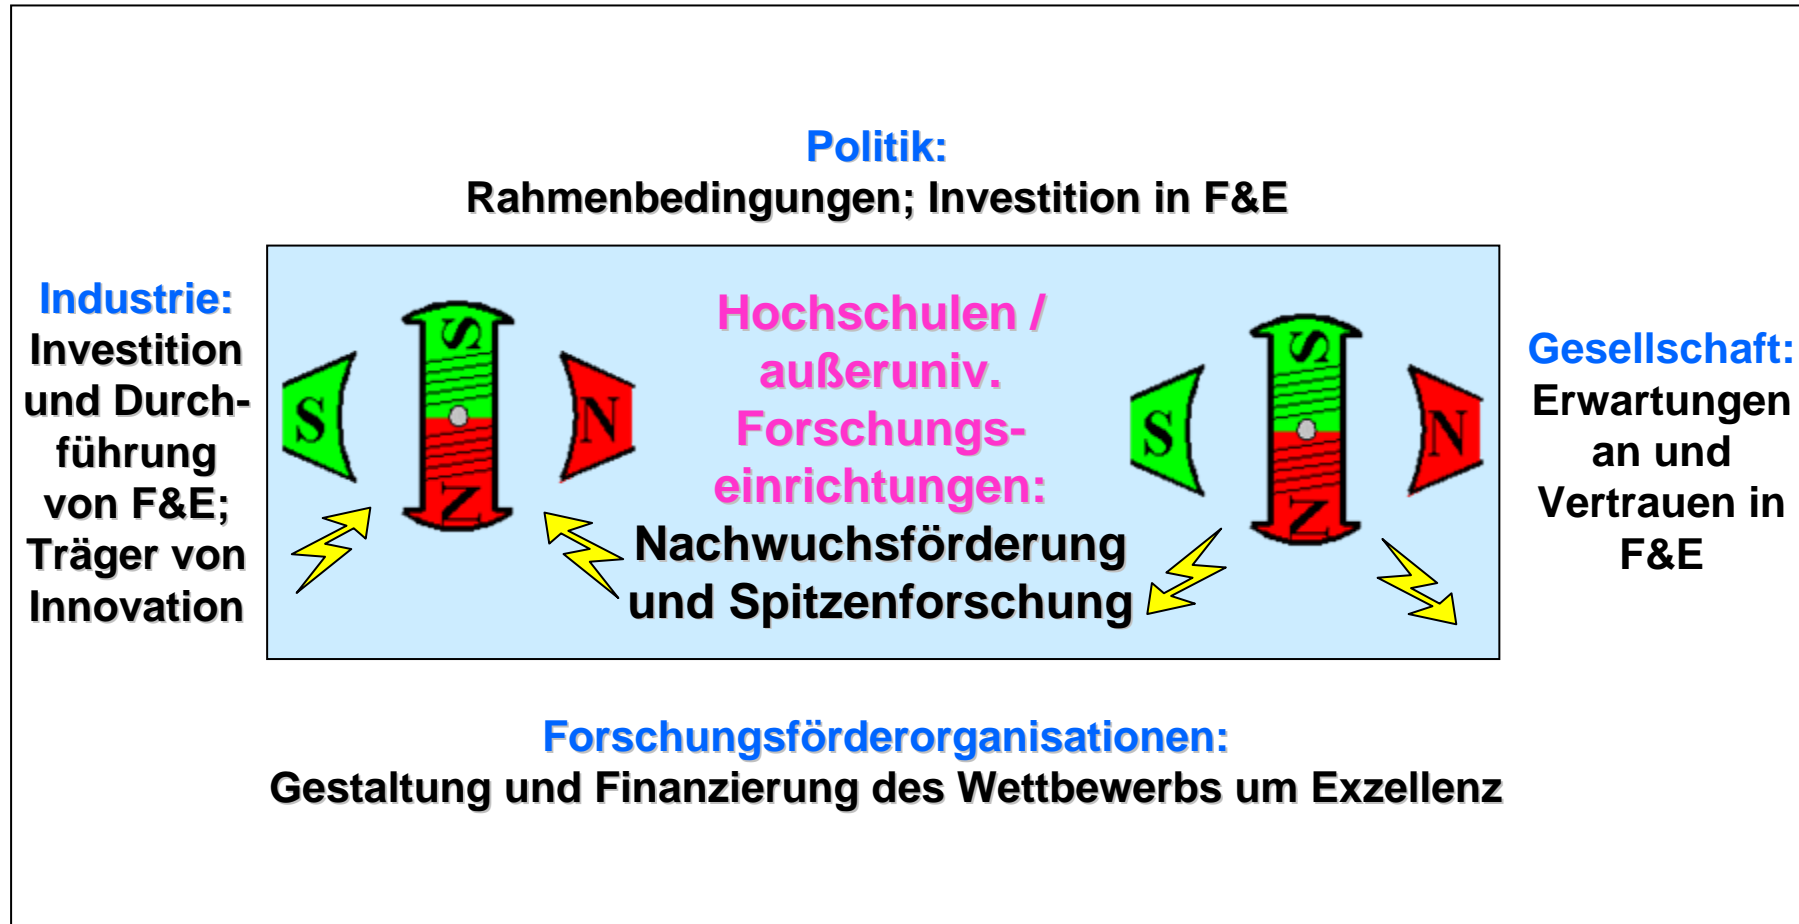 Politik:
Rahmenbedingungen; Investition in F&E
Industrie:
Investition
und Durch-
führung
von F&E;
Träger von
Innovation
S
S
N
N
Hochschulen /
außeruniv.
Forschungs-
einrichtungen:
Nachwuchsförderung
und Spitzenforschung
S
S
N
N
Gesellschaft:
Erwartungen
an und
Vertrauen in
F&E
Forschungsförderorganisationen:
Gestaltung und Finanzierung des Wettbewerbs um Exzellenz